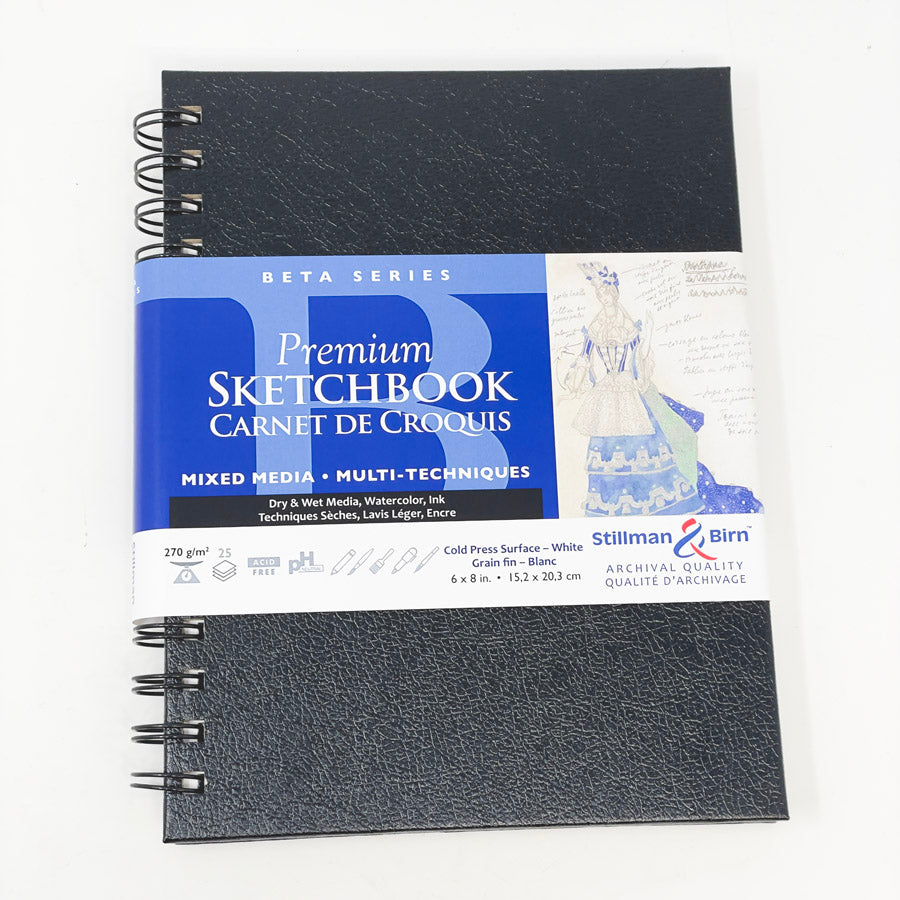 BETA SERIES
Premium
SKETCHBOOK
CARNET DE CROQUIS
MIXED MEDIA • MULTI-TECHNIQUES
Dry & Wet Media, Watercolor, Ink
Techniques Sèches, Lavis Léger, Encre
270 g/m² 25
ACID
FREE
pH
NEUTRAL
Cold Press Surface – White
Grain fin – Blanc
6 x 8 in. • 15,2 x 20,3 cm
Stillman & Birn™
ARCHIVAL QUALITY
QUALITÉ D'ARCHIVAGE